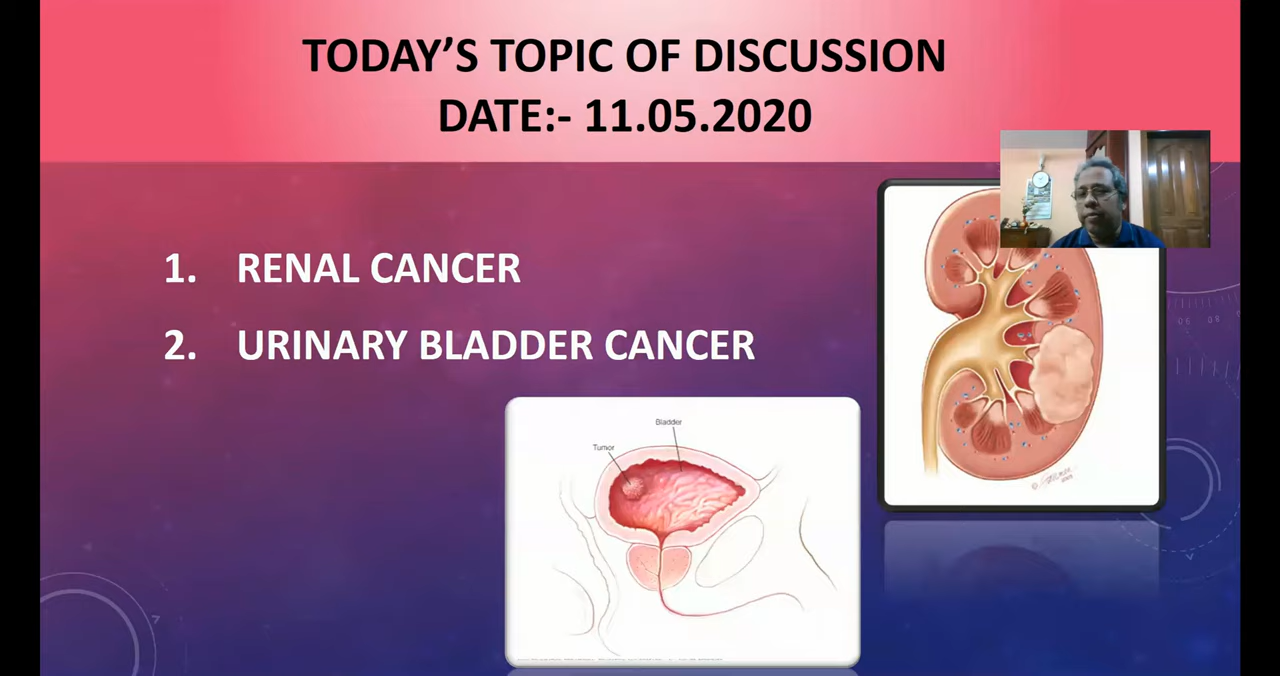 TODAY’S TOPIC OF DISCUSSION
DATE:- 11.05.2020
1. RENAL CANCER
2. URINARY BLADDER CANCER
Bladder
Tumor